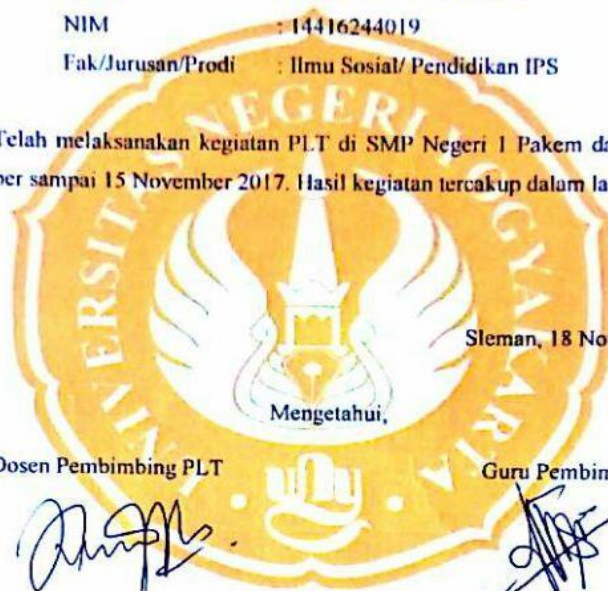 NIM : 14416244019
Fak/Jurusan/Prodi : Ilmu Sosial/ Pendidikan IPS
Telah melaksanakan kegiatan PLT di SMP Negeri 1 Pakem da
ber sampai 15 November 2017. Hasil kegiatan tercakup dalam la
UNIVERSITAS NEGERI YOGYAKARTA
Sleman, 18 No
Mengetahui,
Dosen Pembimbing PLT Guru Pembim
uny